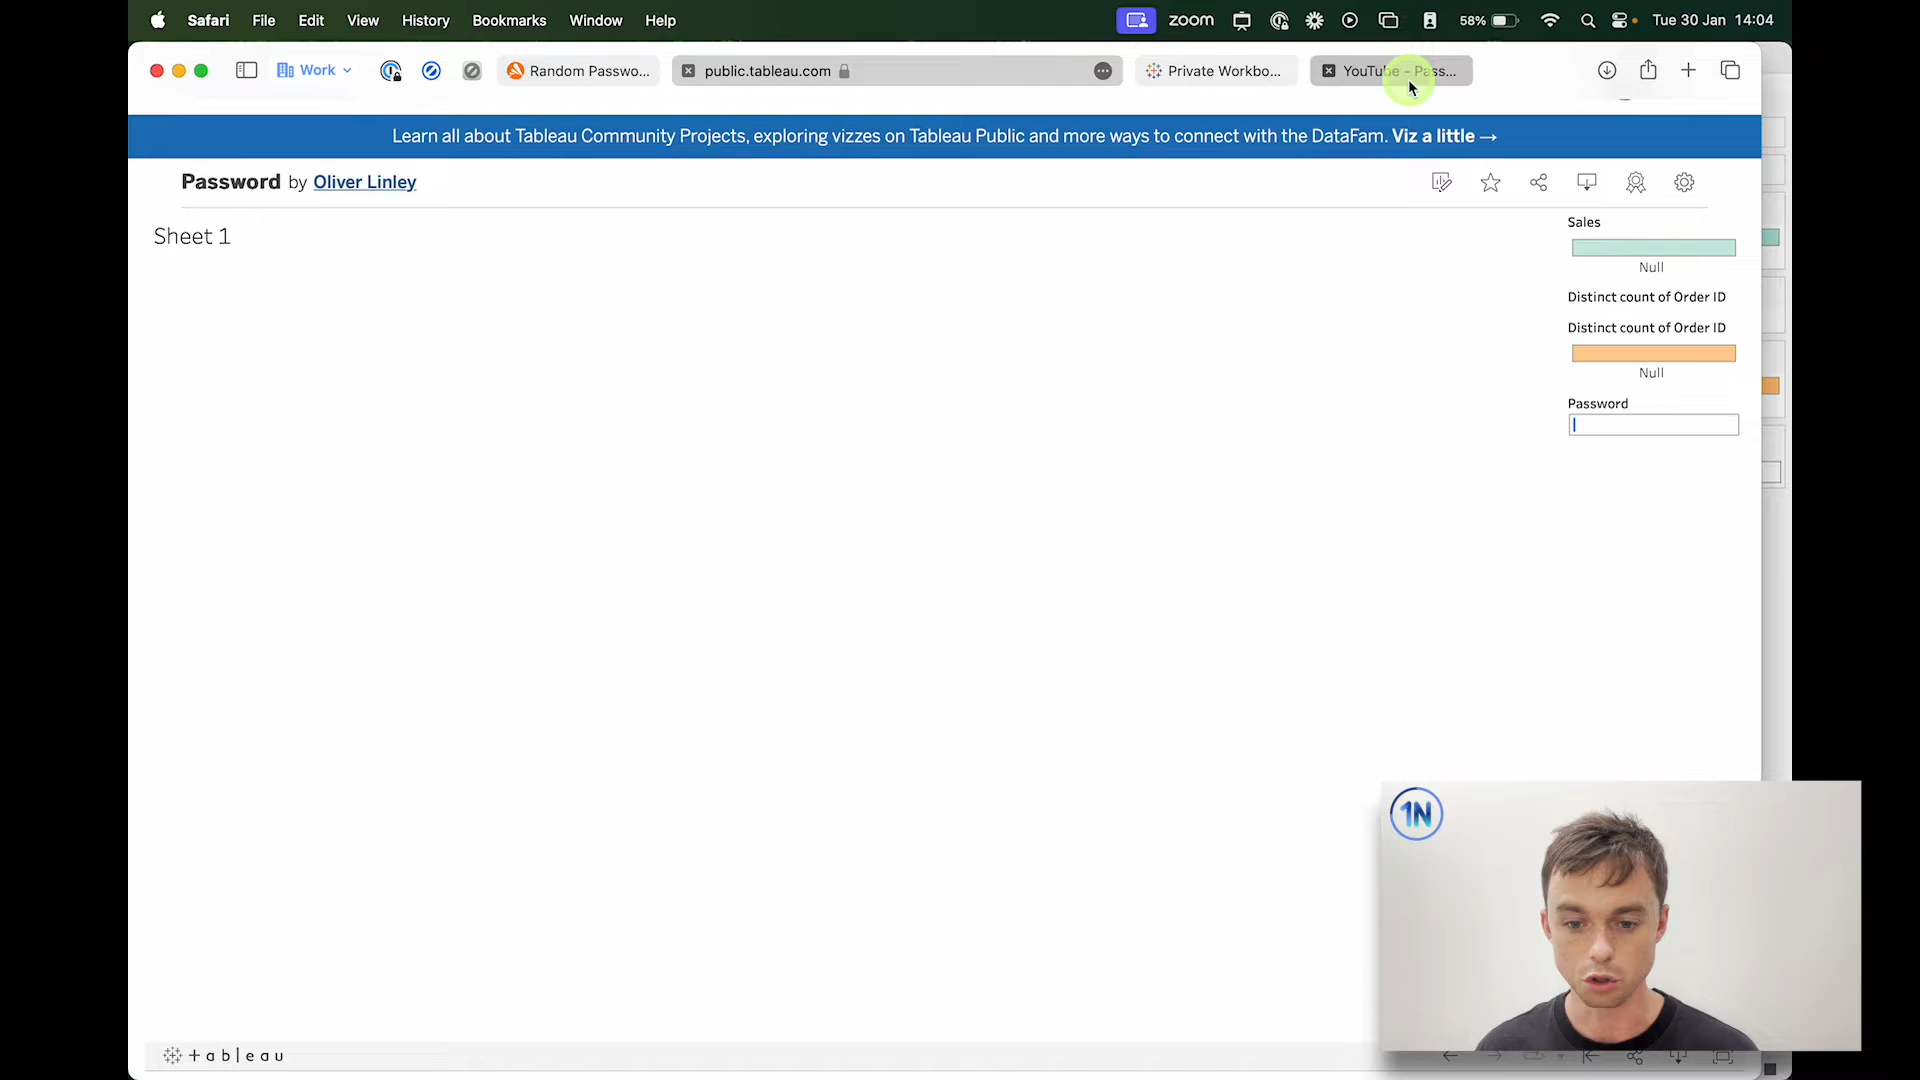 Safari File Edit View History Bookmarks Window Help zoom 58% Tue 30 Jan 14:04
Work Random Passwo... public.tableau.com Private Workbo... YouTube - Pass...
Learn all about Tableau Community Projects, exploring vizzes on Tableau Public and more ways to connect with the DataFam. Viz a little →
Password by Oliver Linley
Sheet 1
Sales
Null
Distinct count of Order ID
Distinct count of Order ID
Null
Password
1N
+ableau